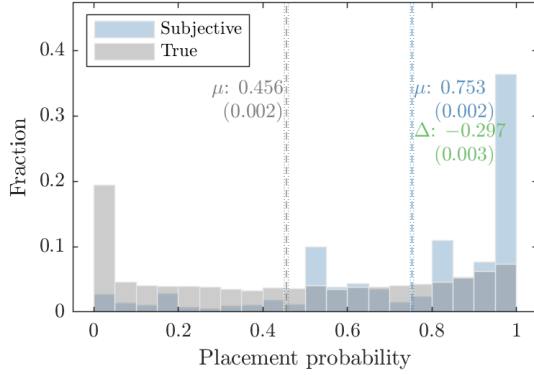 Subjective
True
μ: 0.456
(0.002)
μ: 0.753
(0.002)
Δ: −0.297
(0.003)
Fraction
0.4
0.3
0.2
0.1
0
0
0.2
0.4
0.6
0.8
1
Placement probability